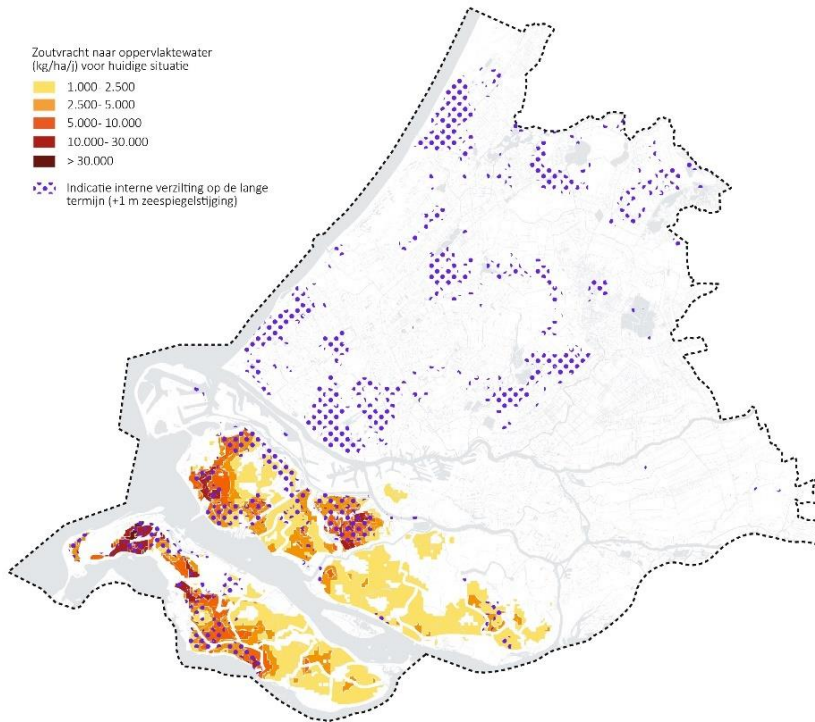 Zoutvracht naar oppervlaktewater
(kg/ha/j) voor huidige situatie
1.000- 2.500
2.500- 5.000
5.000- 10.000
10.000- 30.000
> 30.000
Indicatie interne verzilting op de lange
termijn (+1 m zeespiegelstijging)